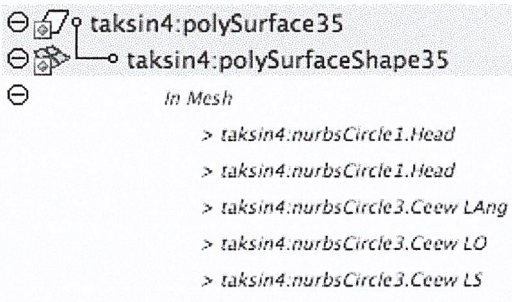 taksin4:polySurface35
taksin4:polySurfaceShape35
In Mesh
> taksin4:nurbsCircle1.Head
> taksin4:nurbsCircle1.Head
> taksin4:nurbsCircle3.Ceew LAng
> taksin4:nurbsCircle3.Ceew LO
> taksin4:nurbsCircle3.Ceew LS